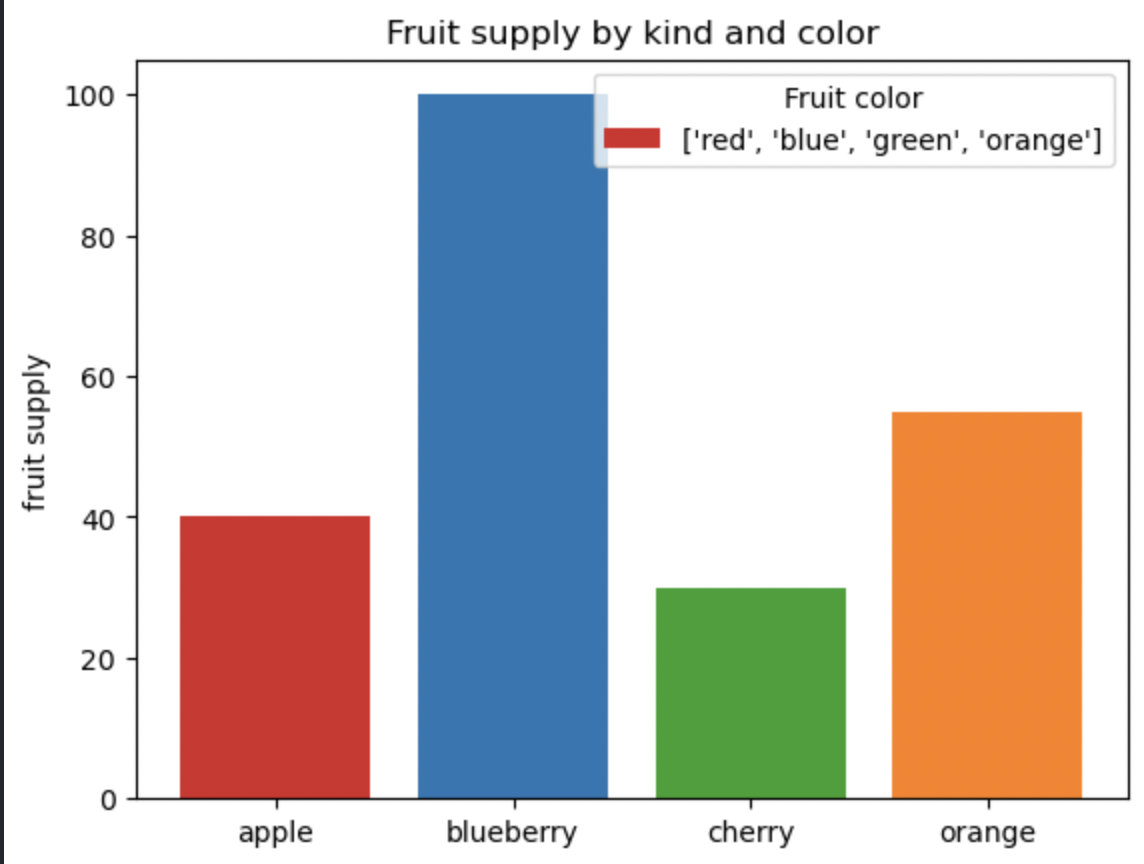 Fruit supply by kind and color
Fruit color
['red', 'blue', 'green', 'orange']
fruit supply
100
80
60
40
20
0
apple blueberry cherry orange